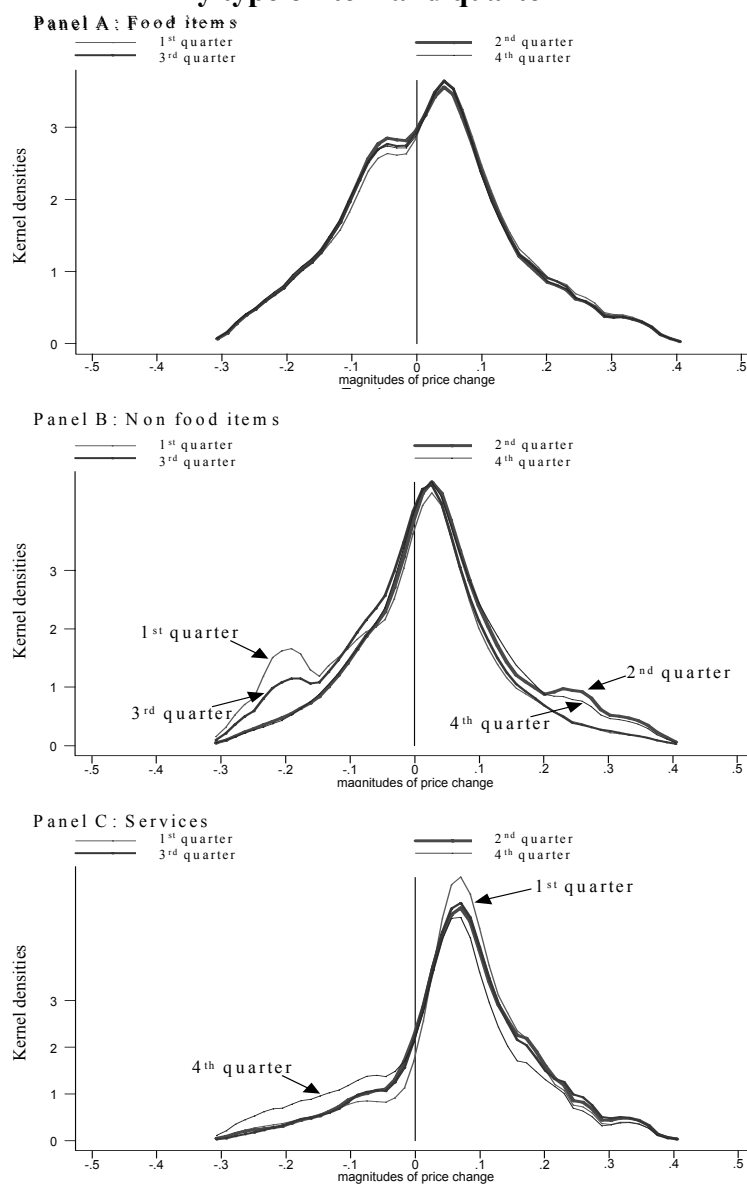 Panel A: Food items
1st quarter 2nd quarter
3rd quarter 4th quarter
Kernel densities
3
2
1
0
-.5 -.4 -.3 -.2 -.1 0 .1 .2 .3 .4 .5
magnitudes of price change
Panel B: Non food items
1st quarter 2nd quarter
3rd quarter 4th quarter
Kernel densities
3
2
1
0
1st quarter
3rd quarter
2nd quarter
4th quarter
-.5 -.4 -.3 -.2 -.1 0 .1 .2 .3 .4 .5
magnitudes of price change
Panel C: Services
1st quarter 2nd quarter
3rd quarter 4th quarter
Kernel densities
3
2
1
0
1st quarter
4th quarter
-.5 -.4 -.3 -.2 -.1 0 .1 .2 .3 .4 .5
magnitudes of price change